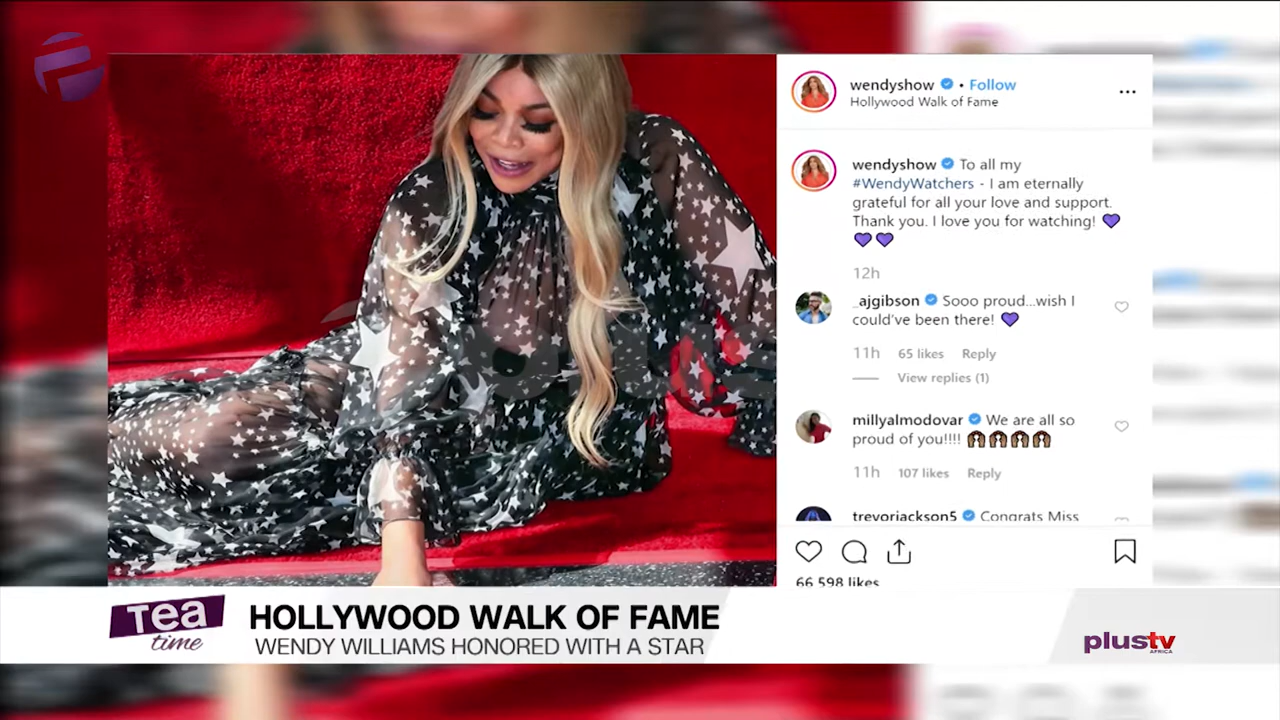 wendyshow • Follow
Hollywood Walk of Fame
wendyshow To all my
#WendyWatchers - I am eternally
grateful for all your love and support.
Thank you. I love you for watching! 💜
💜 💜
12h
_ajgibson Sooo proud...wish I
could've been there! 💜
11h 65 likes Reply
View replies (1)
millyalmodovar We are all so
proud of you!!!!
11h 107 likes Reply
trevorjackson5 Congrats Miss
66,598 likes
Tea
time
HOLLYWOOD WALK OF FAME
WENDY WILLIAMS HONORED WITH A STAR
plustv
AFRICA